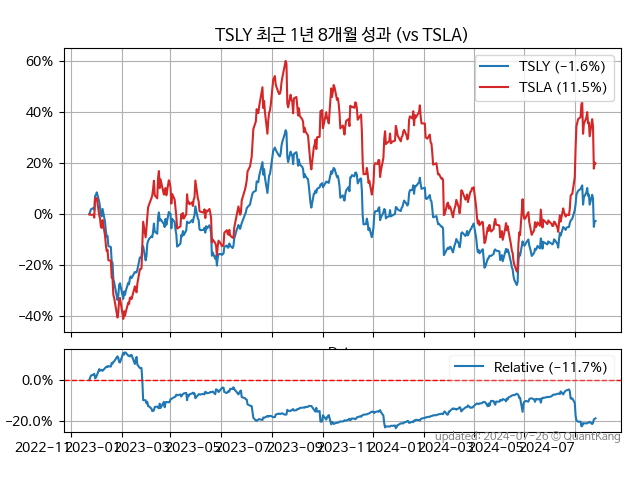 TSLY 최근 1년 8개월 성과 (vs TSLA)
60%
40%
20%
0%
−20%
−40%
TSLY (−1.6%)
TSLA (11.5%)
0.0%
−20.0%
Relative (−11.7%)
updated: 2024-07-26 © QuantKang
2022-11 2023-01 2023-03 2023-05 2023-07 2023-09 2023-11 2024-01 2024-03 2024-05 2024-07